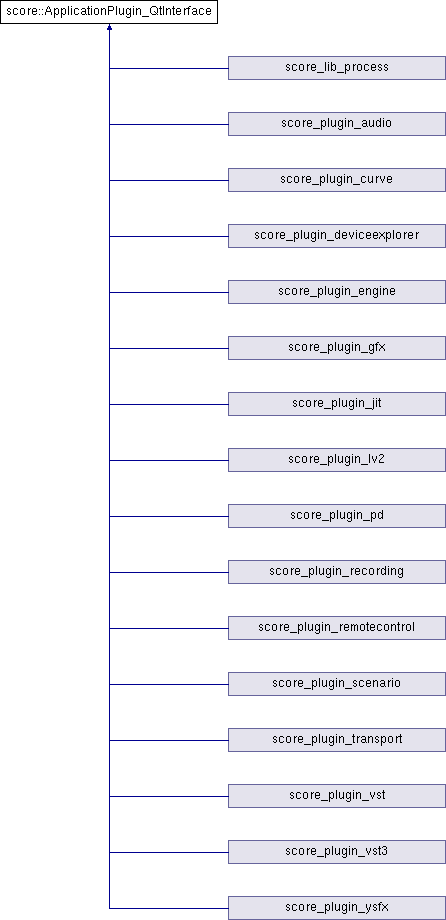 score::ApplicationPlugin_QtInterface
score_lib_process
score_plugin_audio
score_plugin_curve
score_plugin_deviceexplorer
score_plugin_engine
score_plugin_gfx
score_plugin_jit
score_plugin_lv2
score_plugin_pd
score_plugin_recording
score_plugin_remotecontrol
score_plugin_scenario
score_plugin_transport
score_plugin_vst
score_plugin_vst3
score_plugin_ysfx